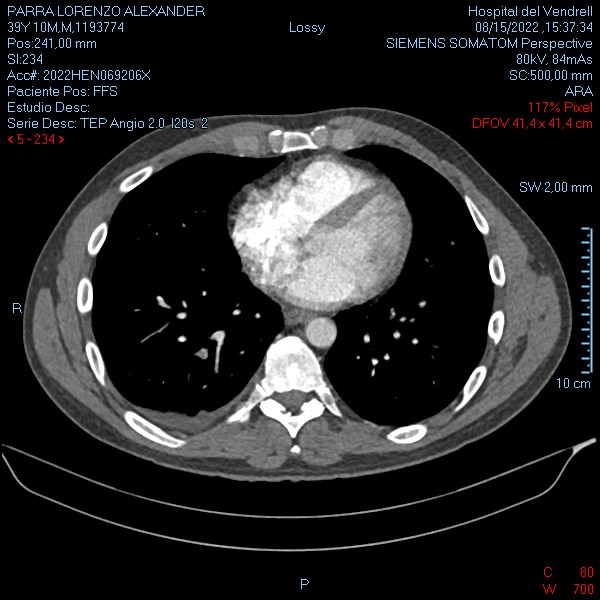 PARRA LORENZO ALEXANDER
39Y 10M,M,1193774
Pos:241,00 mm
SI:234
Acc#: 2022HEN069206X
Paciente Pos: FFS
Estudio Desc:
Serie Desc: TEP Angio 2.0 I20s 2
< 5 - 234 >
Lossy
Hospital del Vendrell
08/15/2022 ,15:37:34
SIEMENS SOMATOM Perspective
80kV, 84mAs
SC:500,00 mm
ARA
117% Pixel
DFOV 41,4 x 41,4 cm
SW 2,00 mm
R
10 cm
P
C 80
W 700